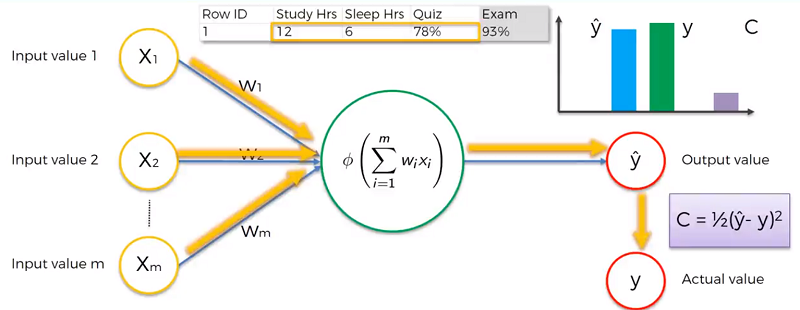 Row ID Study Hrs Sleep Hrs Quiz Exam
1 12 6 78% 93%
ŷ y C
Input value 1 X1
W1
Input value 2 X2 W2 ϕ(∑ᵢ₌₁ᵐ wᵢxᵢ) ŷ Output value
C = ½(ŷ- y)²
Wm
Input value m Xm
y Actual value